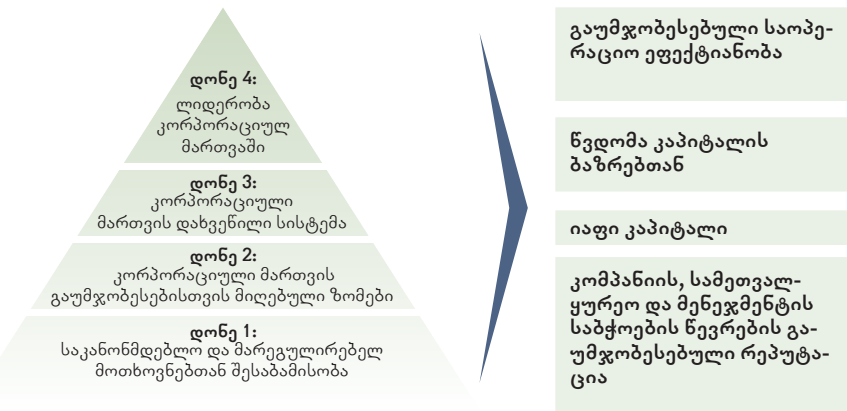 დონე 4:
ლიდერობა
კორპორაციულ
მართვაში
დონე 3:
კორპორაციული
მართვის დახვეწილი სისტემა
დონე 2:
კორპორაციული მართვის
გაუმჯობესებისთვის მიღებული ზომები
დონე 1:
საკანონმდებლო და მარეგულირებელ
მოთხოვნებთან შესაბამისობა
გაუმჯობესებული საოპე-
რაციო ეფექტიანობა
წვდომა კაპიტალის
ბაზრებთან
იაფი კაპიტალი
კომპანიის, სამეთვალ-
ყურეო და მენეჯმენტის
საბჭოების წევრების გა-
უმჯობესებული რეპუტა-
ცია